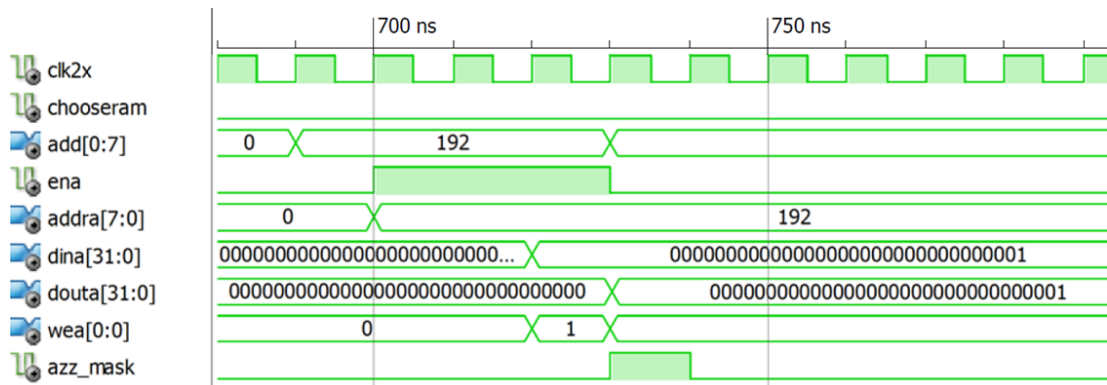 700 ns 750 ns
clk2x
chooseram
add[0:7] 0 192
ena
addra[7:0] 0 192
dina[31:0] 0000000000000000000000000... 00000000000000000000000000000001
douta[31:0] 00000000000000000000000000000000 00000000000000000000000000000001
wea[0:0] 0 1
azz_mask